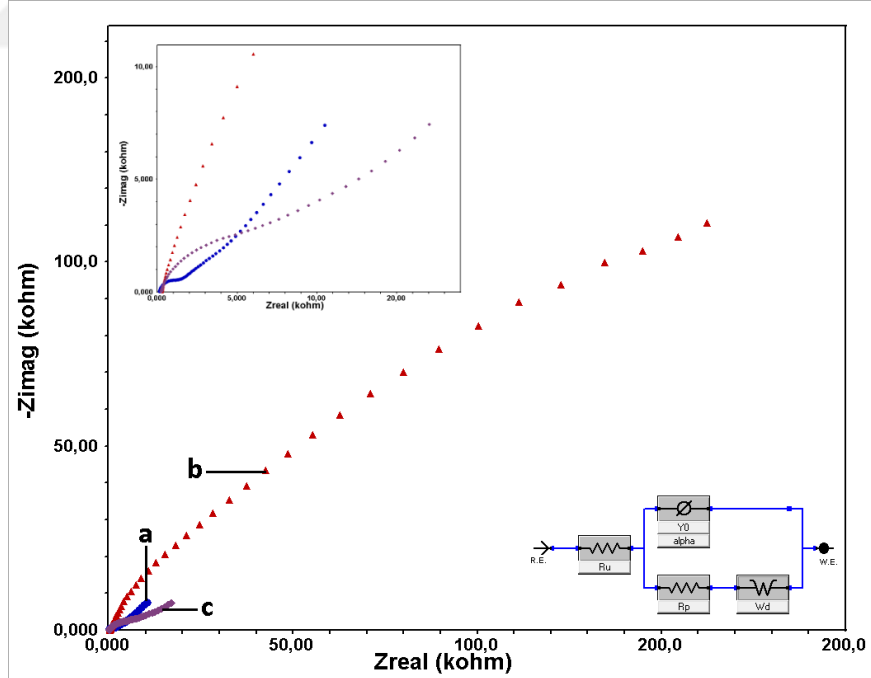 -Zimag (kohm)
200,0
100,0
50,00
0,000
-Zimag (kohm)
10,00
5,000
0,000
0,000
5,000
10,00
20,00
Zreal (kohm)
b
a
c
R.E.
Ru
Y0
alpha
Rp
Wd
W.E.
0,000
50,00
100,0
200,0
200,0
Zreal (kohm)